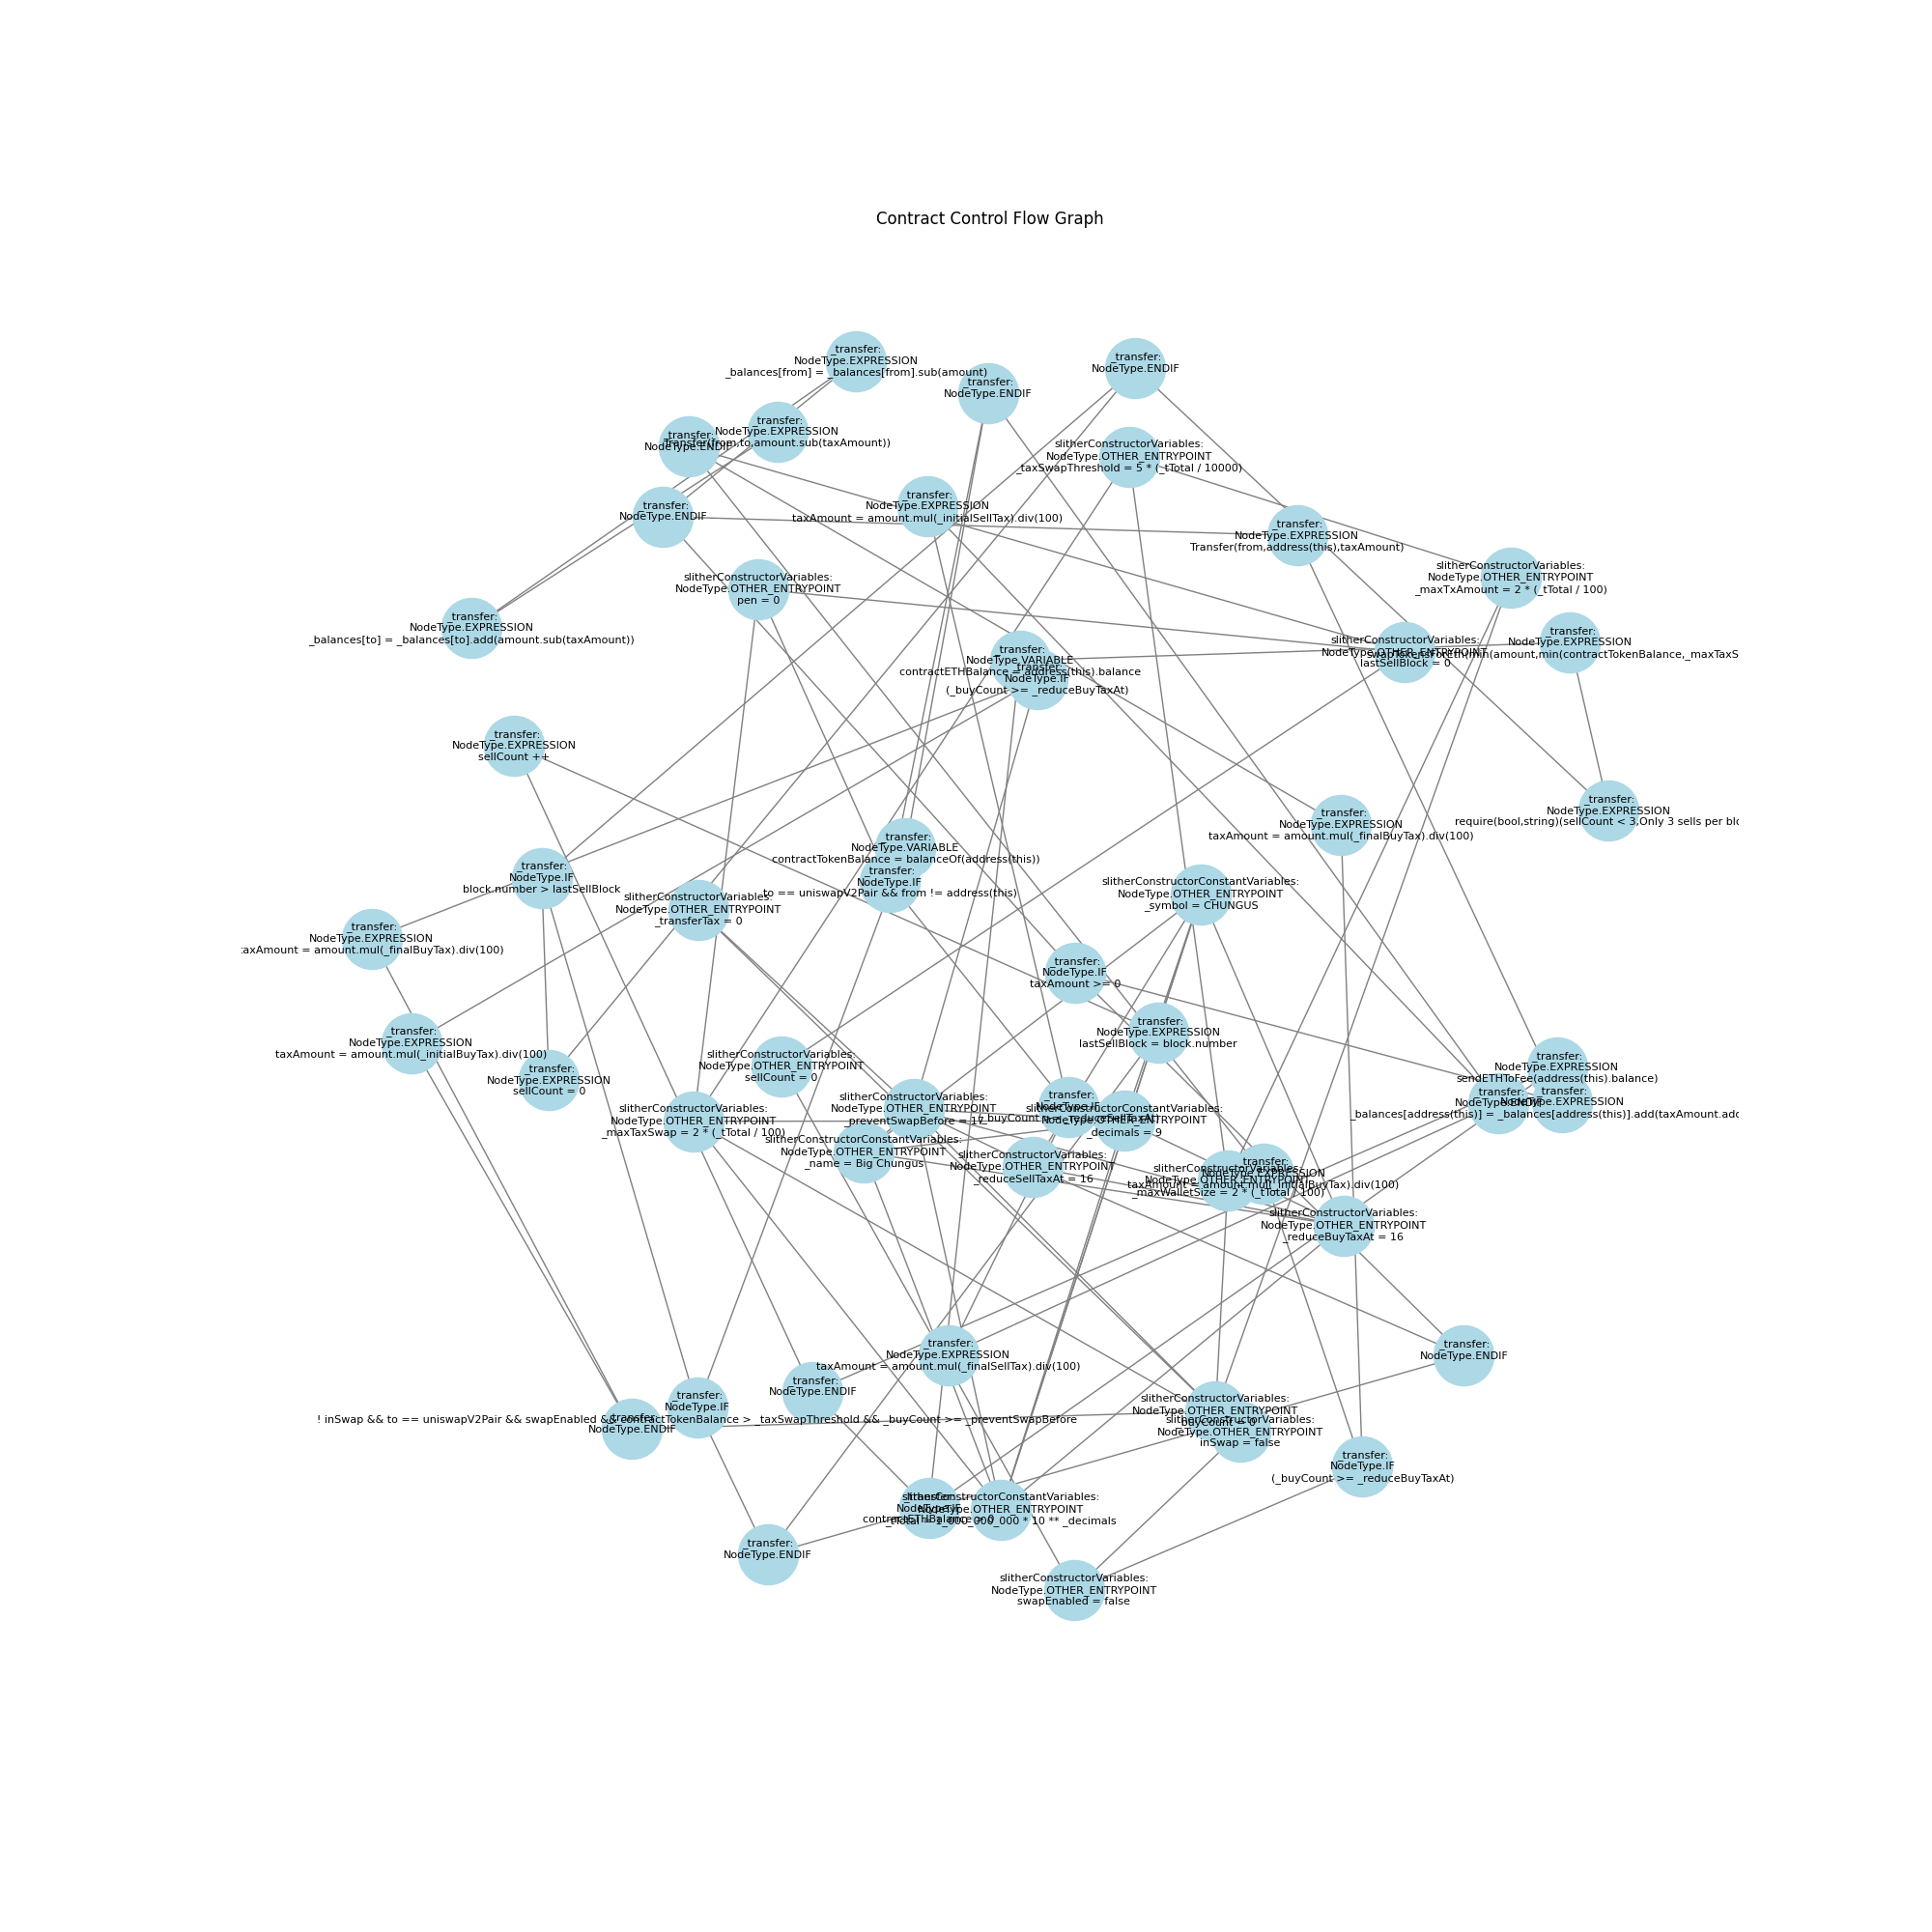 Contract Control Flow Graph
_transfer:
NodeType.EXPRESSION
_balances[from] = _balances[from].sub(amount)
_transfer:
NodeType.ENDIF
_transfer:
NodeType.ENDIF
_transfer:
NodeType.EXPRESSION
Transfer(from,to,amount.sub(taxAmount))
_transfer:
NodeType.ENDIF
slitherConstructorVariables:
NodeType.OTHER_ENTRYPOINT
_taxSwapThreshold = 5 * (_tTotal / 10000)
_transfer:
NodeType.ENDIF
_transfer:
NodeType.EXPRESSION
taxAmount = amount.mul(_initialSellTax).div(100)
_transfer:
NodeType.EXPRESSION
Transfer(from,address(this),taxAmount)
slitherConstructorVariables:
NodeType.OTHER_ENTRYPOINT
_maxTxAmount = 2 * (_tTotal / 100)
slitherConstructorVariables:
NodeType.OTHER_ENTRYPOINT
pen = 0
_transfer:
NodeType.EXPRESSION
_balances[to] = _balances[to].add(amount.sub(taxAmount))
slitherConstructorVariables:
NodeType.OTHER_ENTRYPOINT
lastSellBlock = 0
_transfer:
NodeType.EXPRESSION
swapTokensForEth(min(amount,min(contractTokenBalance,_maxTaxS
_transfer:
NodeType.VARIABLE
contractETHBalance = address(this).balance
_transfer:
NodeType.IF
(_buyCount >= _reduceBuyTaxAt)
_transfer:
NodeType.EXPRESSION
sellCount ++
_transfer:
NodeType.EXPRESSION
require(bool,string)(sellCount < 3,Only 3 sells per blo
_transfer:
NodeType.EXPRESSION
taxAmount = amount.mul(_finalBuyTax).div(100)
_transfer:
NodeType.VARIABLE
contractTokenBalance = balanceOf(address(this))
_transfer:
NodeType.IF
to == uniswapV2Pair && from != address(this)
_transfer:
NodeType.IF
block.number > lastSellBlock
slitherConstructorVariables:
NodeType.OTHER_ENTRYPOINT
_transferTax = 0
slitherConstructorConstantVariables:
NodeType.OTHER_ENTRYPOINT
_symbol = CHUNGUS
_transfer:
NodeType.EXPRESSION
taxAmount = amount.mul(_finalBuyTax).div(100)
_transfer:
NodeType.IF
taxAmount >= 0
_transfer:
NodeType.EXPRESSION
lastSellBlock = block.number
_transfer:
NodeType.EXPRESSION
taxAmount = amount.mul(_initialBuyTax).div(100)
slitherConstructorVariables:
NodeType.OTHER_ENTRYPOINT
sellCount = 0
_transfer:
NodeType.EXPRESSION
sellCount = 0
_transfer:
NodeType.EXPRESSION
sendETHToFee(address(this).balance)
_transfer:
NodeType.ENDIF
_transfer:
NodeType.EXPRESSION
_balances[address(this)] = _balances[address(this)].add(taxAmount.add
slitherConstructorVariables:
NodeType.OTHER_ENTRYPOINT
_maxTaxSwap = 2 * (_tTotal / 100)
slitherConstructorVariables:
NodeType.OTHER_ENTRYPOINT
_preventSwapBefore = 17
_transfer:
NodeType.IF
_buyCount >= _reduceSellTaxAt
slitherConstructorConstantVariables:
NodeType.OTHER_ENTRYPOINT
_decimals = 9
slitherConstructorConstantVariables:
NodeType.OTHER_ENTRYPOINT
_name = Big Chungus
slitherConstructorVariables:
NodeType.OTHER_ENTRYPOINT
_reduceSellTaxAt = 16
slitherConstructorVariables:
NodeType.OTHER_ENTRYPOINT
_maxWalletSize = 2 * (_tTotal / 100)
_transfer:
NodeType.EXPRESSION
taxAmount = amount.mul(_initialBuyTax).div(100)
slitherConstructorVariables:
NodeType.OTHER_ENTRYPOINT
_reduceBuyTaxAt = 16
_transfer:
NodeType.EXPRESSION
taxAmount = amount.mul(_finalSellTax).div(100)
_transfer:
NodeType.ENDIF
_transfer:
NodeType.ENDIF
_transfer:
NodeType.IF
! inSwap && to == uniswapV2Pair && swapEnabled && contractTokenBalance > _taxSwapThreshold && _buyCount >= _preventSwapBefore
_transfer:
NodeType.ENDIF
slitherConstructorVariables:
NodeType.OTHER_ENTRYPOINT
buyCount = 0
slitherConstructorVariables:
NodeType.OTHER_ENTRYPOINT
inSwap = false
_transfer:
NodeType.IF
(_buyCount >= _reduceBuyTaxAt)
_transfer:
NodeType.IF
contractETHBalance > 0
slitherConstructorConstantVariables:
NodeType.OTHER_ENTRYPOINT
_000_000_000 * 10 ** _decimals
_transfer:
NodeType.ENDIF
slitherConstructorVariables:
NodeType.OTHER_ENTRYPOINT
swapEnabled = false